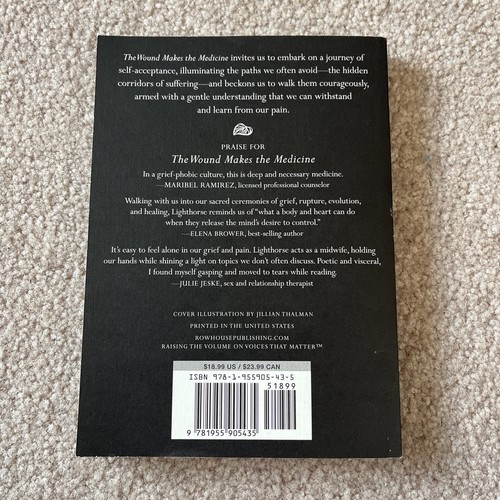 The Wound Makes the Medicine invites us to embark on a journey of
self-acceptance, illuminating the paths we often avoid—the hidden
corridors of suffering—and beckons us to walk them courageously,
armed with a gentle understanding that we can withstand
and learn from our pain.
PRAISE FOR
The Wound Makes the Medicine
In a grief-phobic culture, this is deep and necessary medicine.
—MARIBEL RAMIREZ, licensed professional counselor
Walking with us into our sacred ceremonies of grief, rupture, evolution,
and healing, Lighthorse reminds us of “what a body and heart can do
when they release the mind’s desire to control.”
—ELENA BROWER, best-selling author
It’s easy to feel alone in our grief and pain. Lighthorse acts as a midwife, holding
our hands while shining a light on topics we don’t often discuss. Poetic and visceral,
I found myself gasping and moved to tears while reading.
—JULIE JESKE, sex and relationship therapist
COVER ILLUSTRATION BY JILLIAN THALMAN
PRINTED IN THE UNITED STATES
ROWHOUSEPUBLISHING.COM
RAISING THE VOLUME ON VOICES THAT MATTER™
$18.99 US / $23.99 CAN
ISBN 978-1-955905-43-5
51899
9 781955 905435